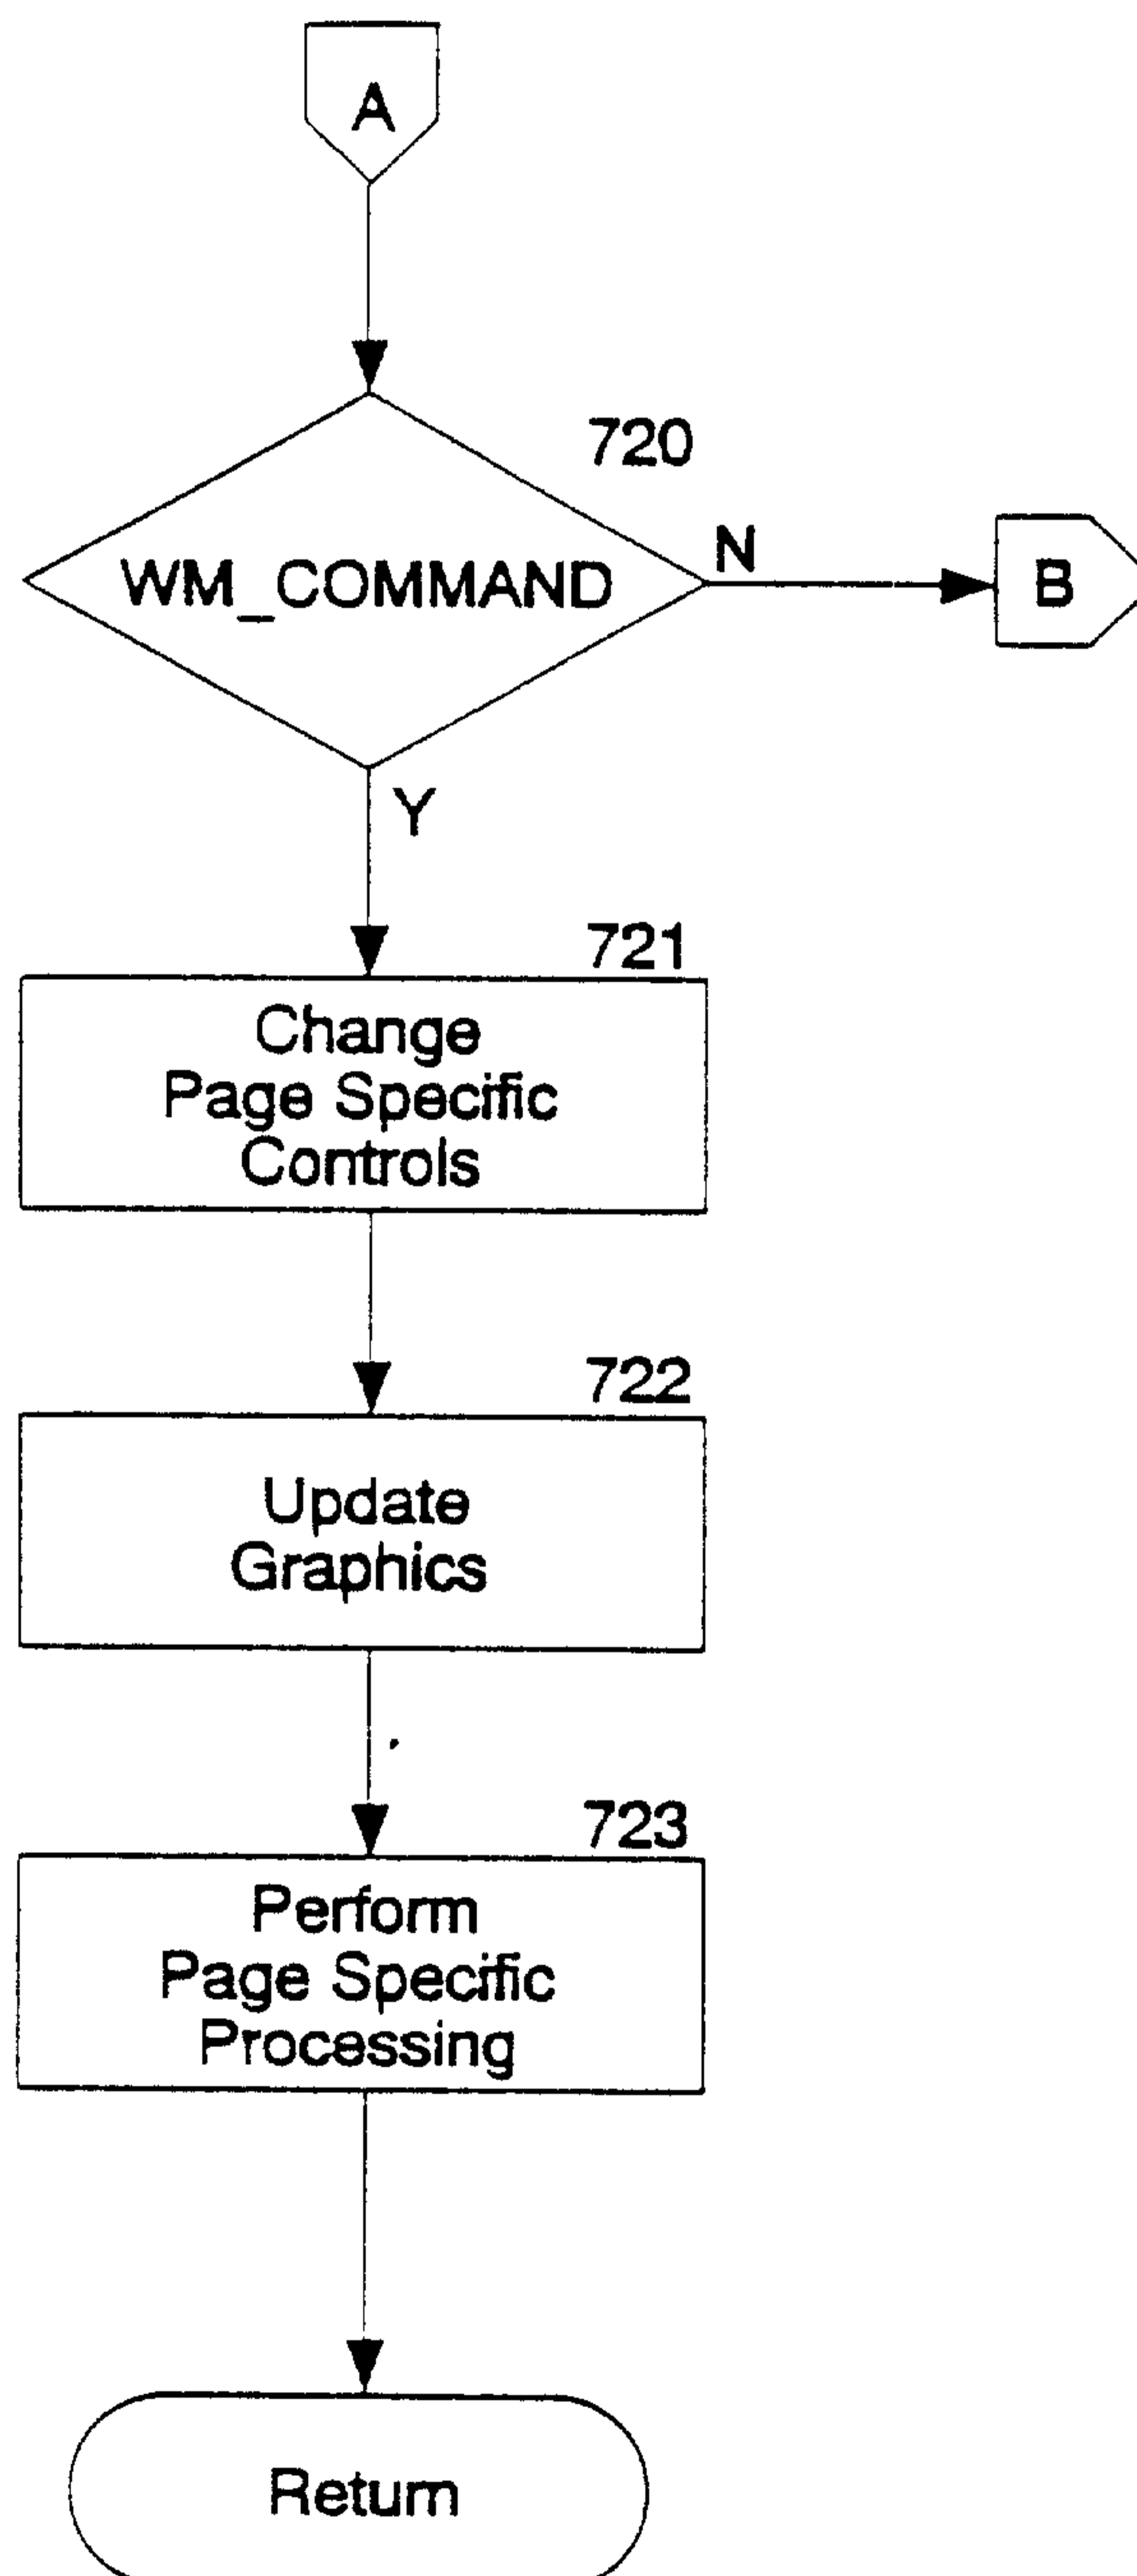 A
720
WM_COMMAND
N
B
Y
721
Change
Page Specific
Controls
722
Update
Graphics
723
Perform
Page Specific
Processing
Return